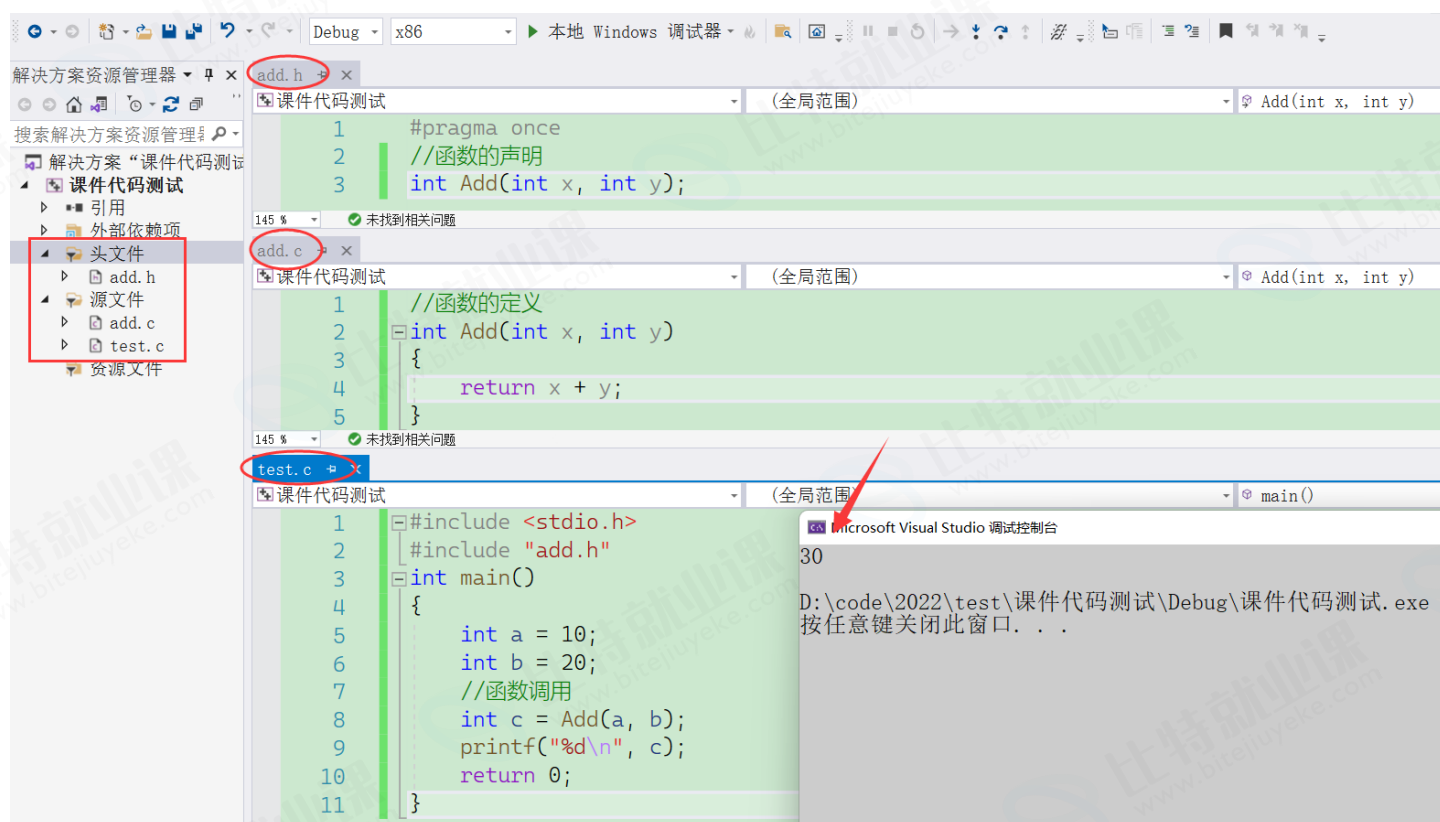 Debug
x86
本地 Windows 调试器
解决方案资源管理器
搜索解决方案资源管理
解决方案“课件代码测试
课件代码测试
引用
外部依赖项
头文件
add.h
源文件
add.c
test.c
资源文件
add.h
课件代码测试
(全局范围)
Add(int x, int y)
1 #pragma once
2 //函数的声明
3 int Add(int x, int y);
145 %
未找到相关问题
add.c
课件代码测试
(全局范围)
Add(int x, int y)
1 //函数的定义
2 int Add(int x, int y)
3 {
4 return x + y;
5 }
145 %
未找到相关问题
test.c
课件代码测试
(全局范围)
main()
1 #include <stdio.h>
2 #include "add.h"
3 int main()
4 {
5 int a = 10;
6 int b = 20;
7 //函数调用
8 int c = Add(a, b);
9 printf("%d\n", c);
10 return 0;
11 }
Microsoft Visual Studio 调试控制台
30
D:\code\2022\test\课件代码测试\Debug\课件代码测试.exe
按任意键关闭此窗口. . .
比特就业课
www.bitejiuyeke.com